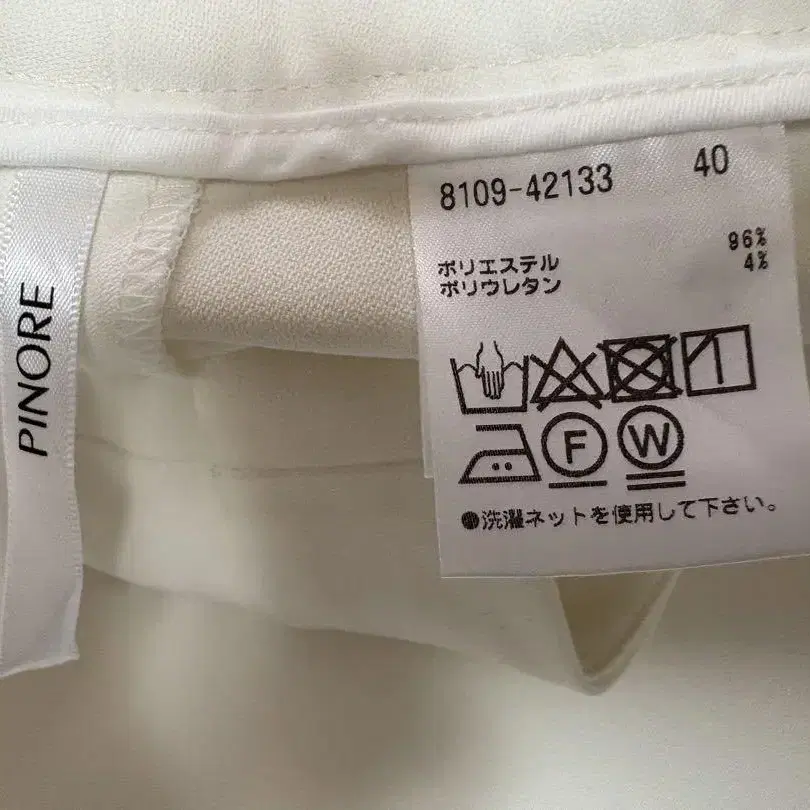 PINORE
8109-42133 40
ポリエステル 96%
ポリウレタン 4%
F W
●洗濯ネットを使用して下さい。